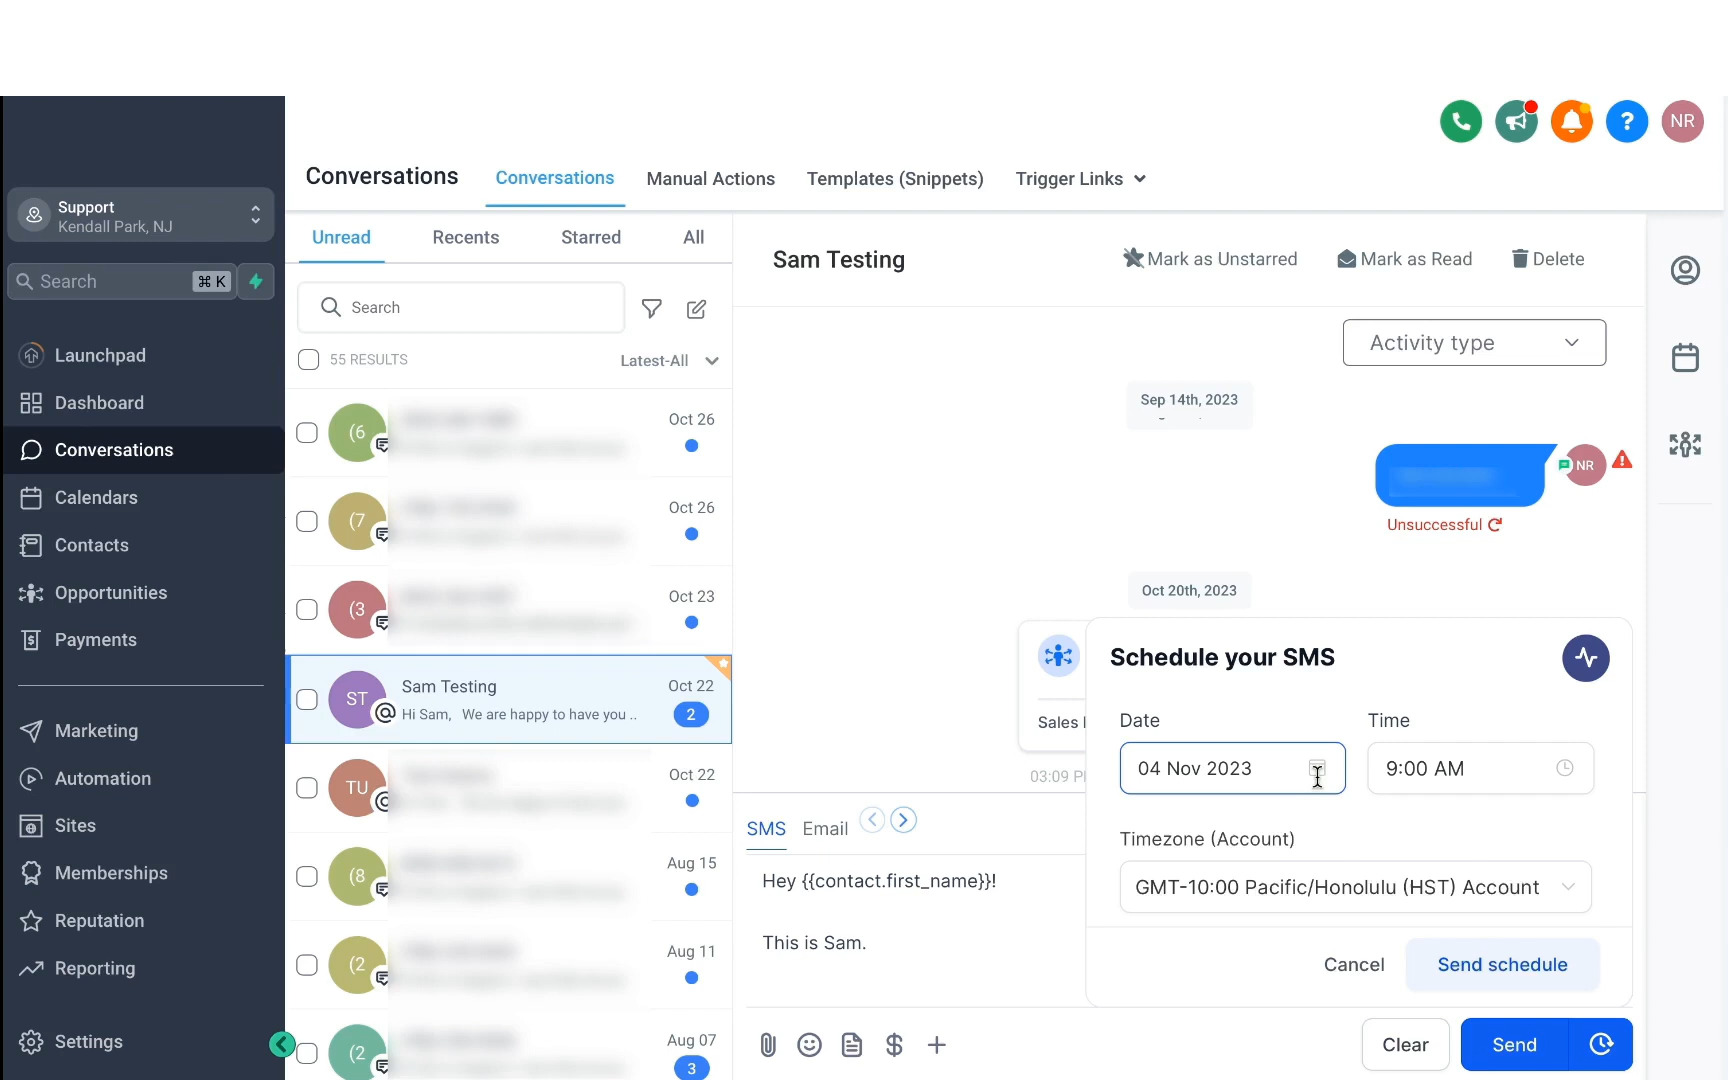 NR
Conversations
Conversations
Manual Actions
Templates (Snippets)
Trigger Links
Support
Kendall Park, NJ
Search
⌘ K
Launchpad
Dashboard
Conversations
Calendars
Contacts
Opportunities
Payments
Marketing
Automation
Sites
Memberships
Reputation
Reporting
Settings
Unread
Recents
Starred
All
Search
55 RESULTS
Latest-All
(6
Oct 26
(7
Oct 26
(3
Oct 23
ST
Sam Testing
Oct 22
Hi Sam, We are happy to have you ..
2
TU
Oct 22
(8
Aug 15
(2
Aug 11
(2
Aug 07
3
Sam Testing
Mark as Unstarred
Mark as Read
Delete
Activity type
Sep 14th, 2023
NR
Unsuccessful
Oct 20th, 2023
Sales
03:09
Schedule your SMS
Date
Time
04 Nov 2023
9:00 AM
Timezone (Account)
GMT-10:00 Pacific/Honolulu (HST) Account
Cancel
Send schedule
SMS
Email
Hey {{contact.first_name}}!
This is Sam.
Clear
Send